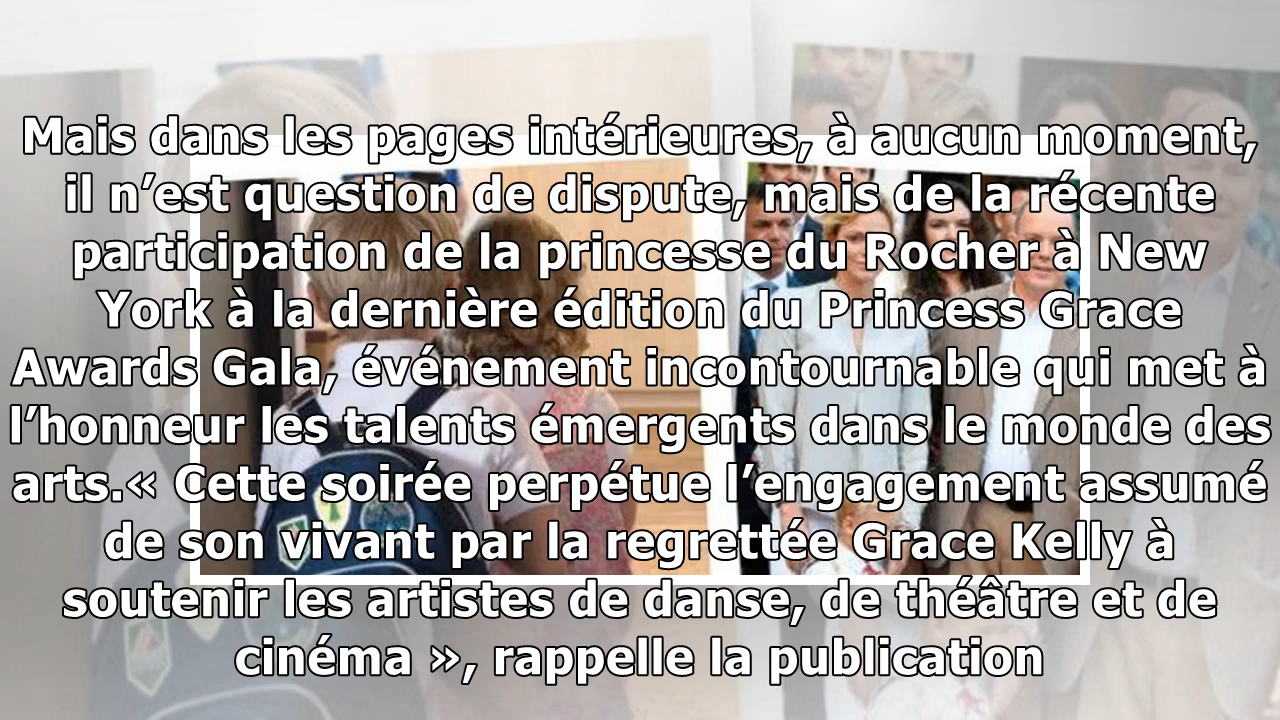 Mais dans les pages intérieures, à aucun moment,
il n’est question de dispute, mais de la récente
participation de la princesse du Rocher à New
York à la dernière édition du Princess Grace
Awards Gala, événement incontournable qui met à
l’honneur les talents émergents dans le monde des
arts.« Cette soirée perpétue l’engagement assumé
de son vivant par la regrettée Grace Kelly à
soutenir les artistes de danse, de théâtre et de
cinéma », rappelle la publication